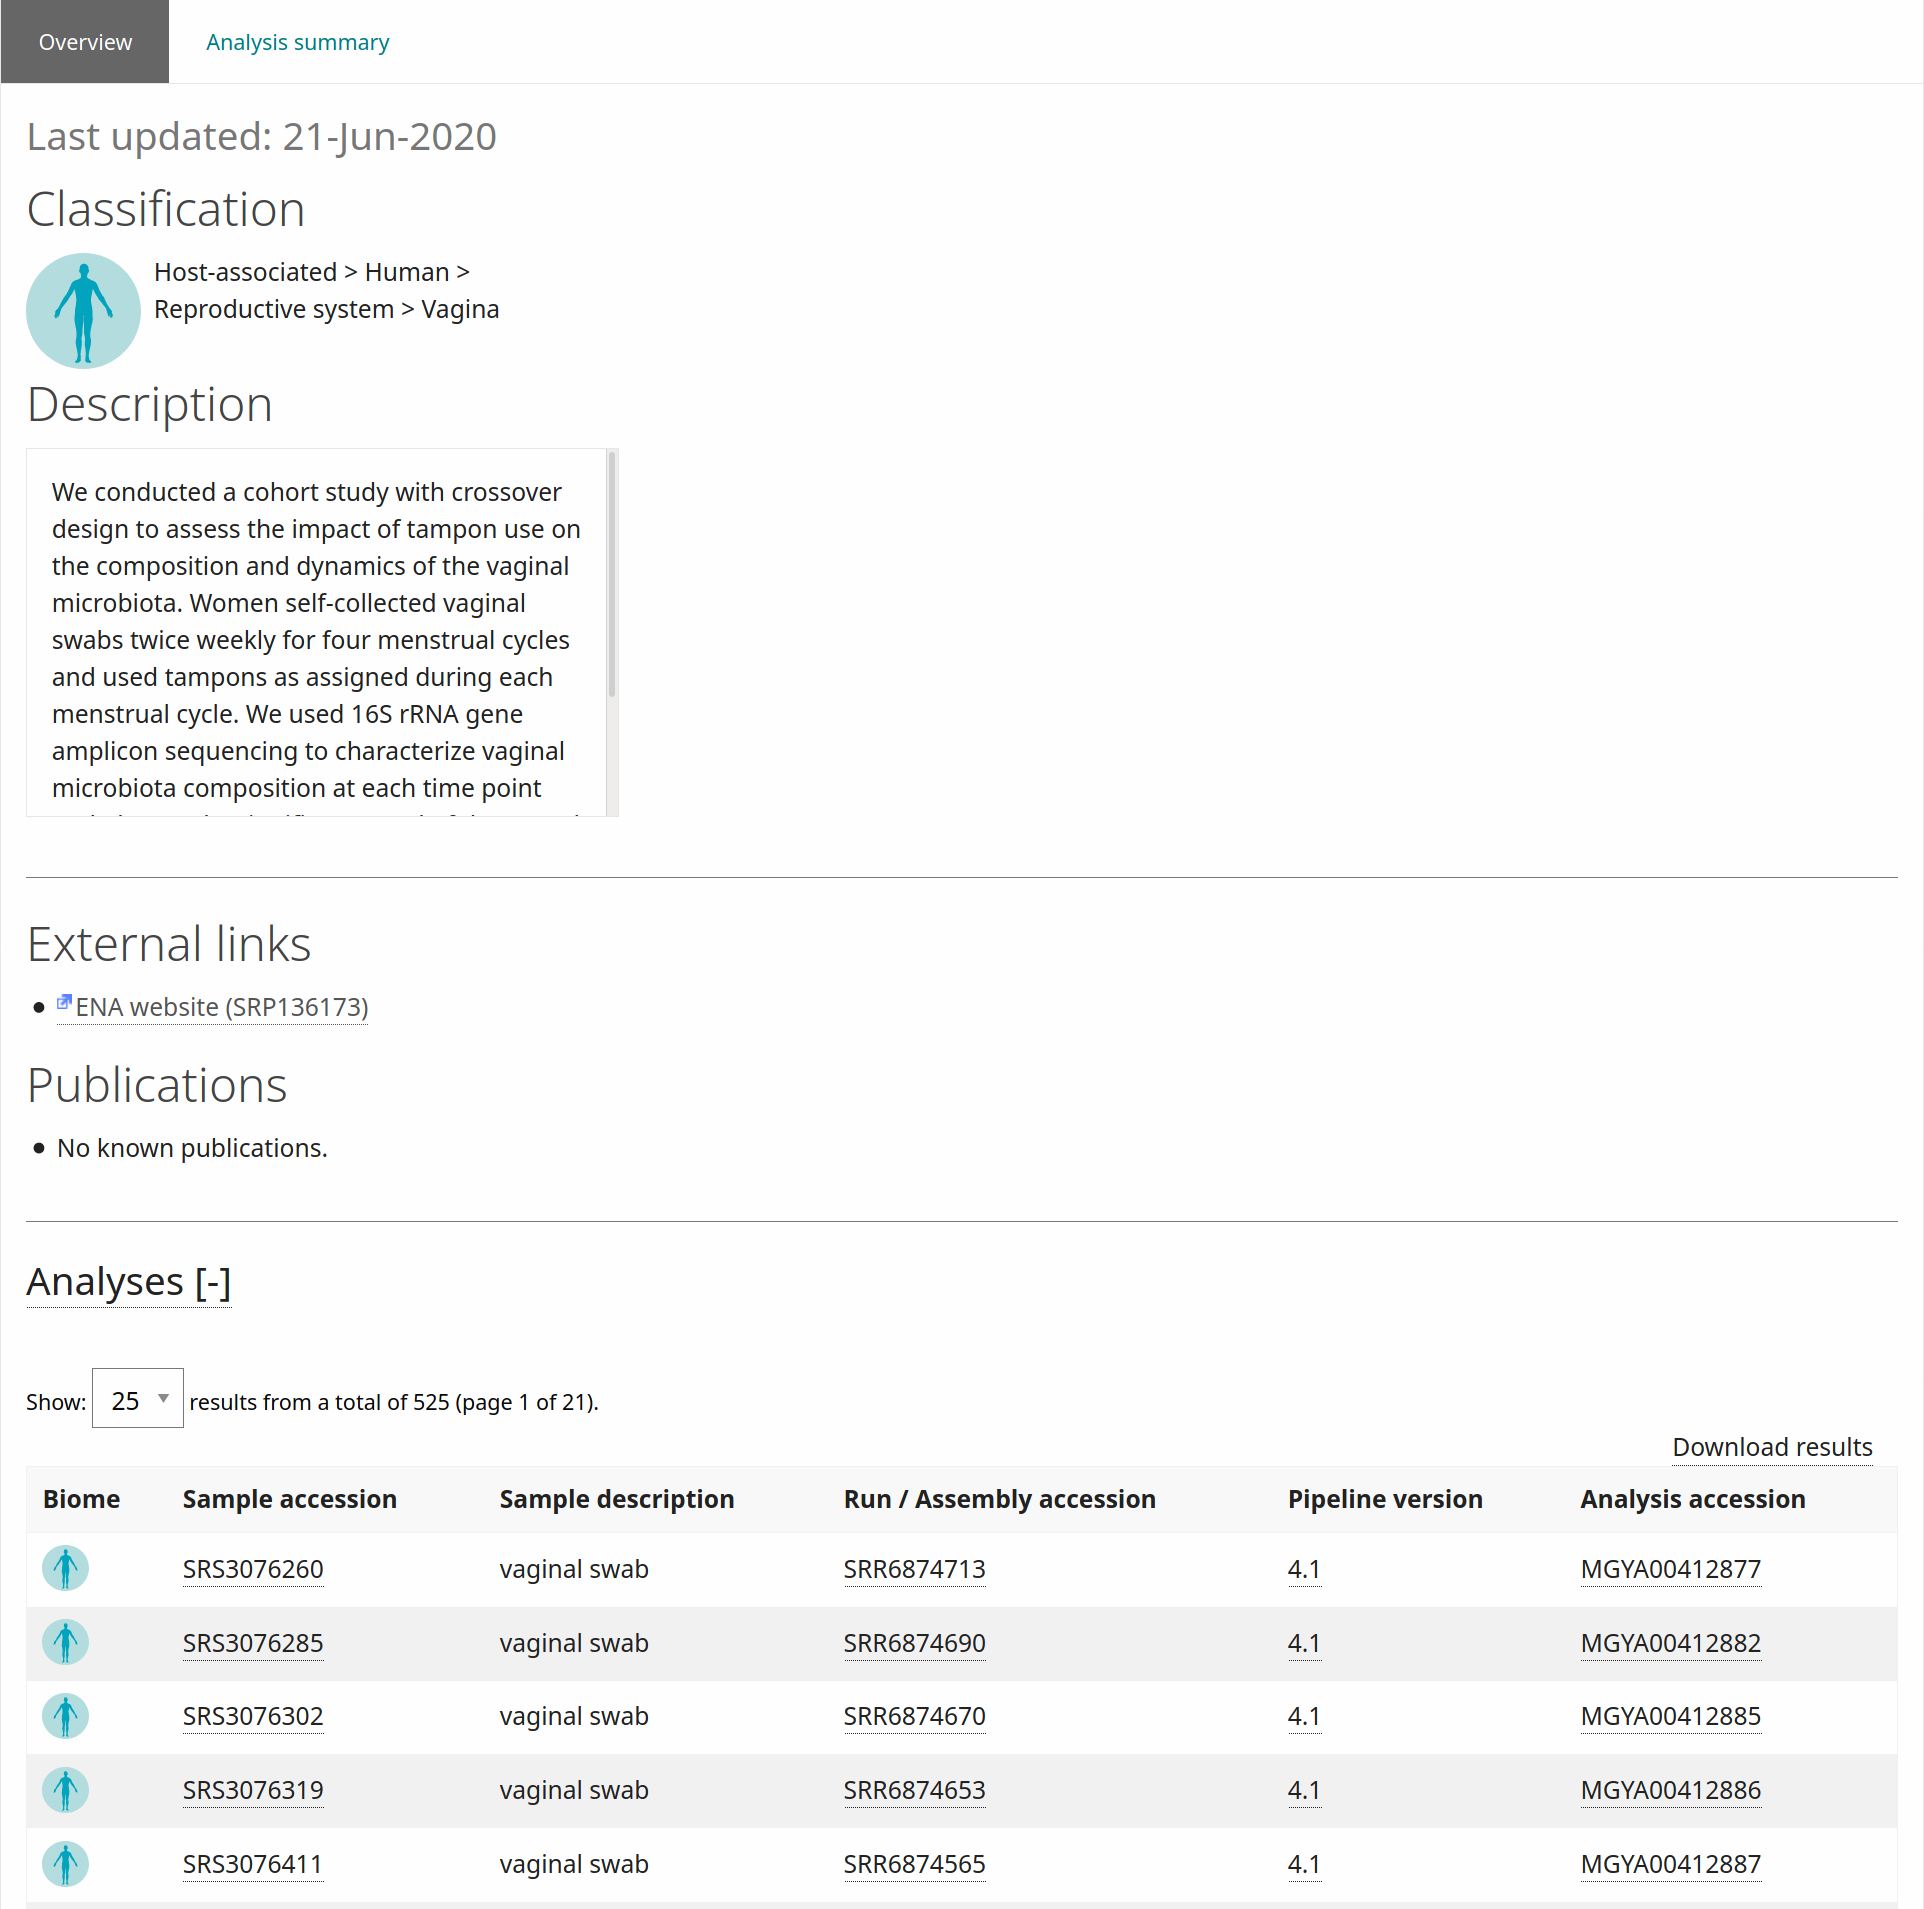 Overview Analysis summary
Last updated: 21-Jun-2020
Classification
Host-associated > Human >
Reproductive system > Vagina
Description
We conducted a cohort study with crossover
design to assess the impact of tampon use on
the composition and dynamics of the vaginal
microbiota. Women self-collected vaginal
swabs twice weekly for four menstrual cycles
and used tampons as assigned during each
menstrual cycle. We used 16S rRNA gene
amplicon sequencing to characterize vaginal
microbiota composition at each time point
External links
ENA website (SRP136173)
Publications
No known publications.
Analyses [-]
Show: 25 results from a total of 525 (page 1 of 21).
Download results
Biome Sample accession Sample description Run / Assembly accession Pipeline version Analysis accession
SRS3076260 vaginal swab SRR6874713 4.1 MGYA00412877
SRS3076285 vaginal swab SRR6874690 4.1 MGYA00412882
SRS3076302 vaginal swab SRR6874670 4.1 MGYA00412885
SRS3076319 vaginal swab SRR6874653 4.1 MGYA00412886
SRS3076411 vaginal swab SRR6874565 4.1 MGYA00412887